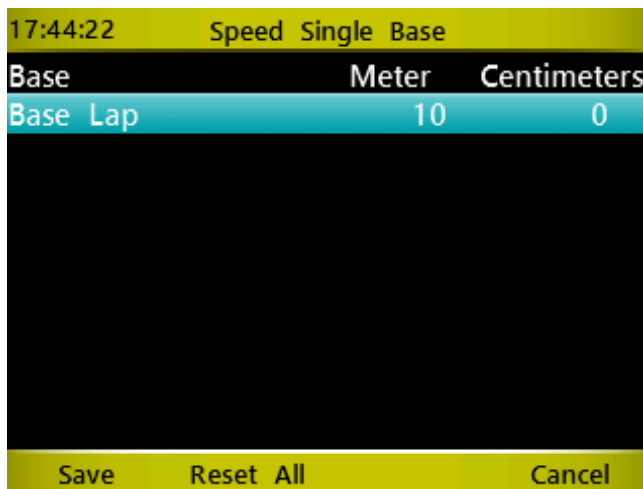 17:44:22 Speed Single Base
Base Meter Centimeters
Base Lap 10 0
Save Reset All Cancel